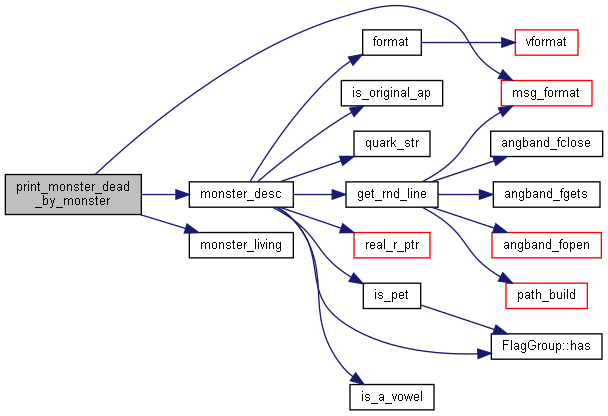 print_monster_dead
_by_monster
monster_desc
monster_living
format
is_original_ap
quark_str
get_rnd_line
real_r_ptr
is_pet
is_a_vowel
vformat
msg_format
angband_fclose
angband_fgets
angband_fopen
path_build
FlagGroup::has